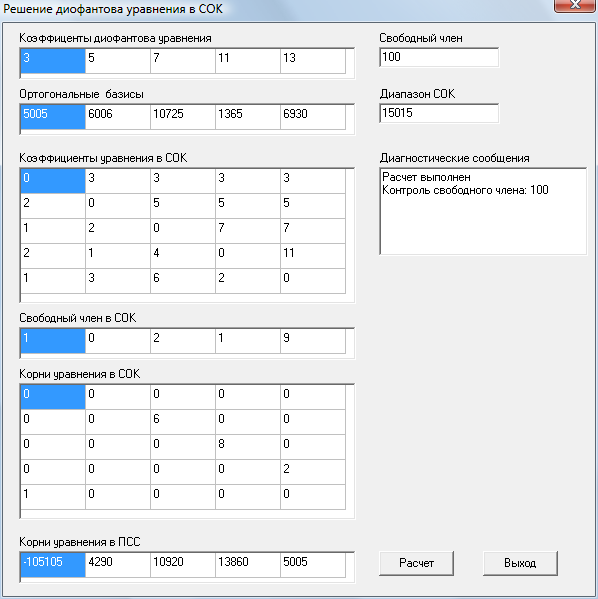 Решение диофантова уравнения в СОК
Коэффиценты диофантова уравнения
3 5 7 11 13
Свободный член
100
Ортогональные базисы
5005 6006 10725 1365 6930
Диапазон СОК
15015
Коэффициенты уравнения в СОК
0 3 3 3 3
2 0 5 5 5
1 2 0 7 7
2 1 4 0 11
1 3 6 2 0
Диагностические сообщения
Расчет выполнен
Контроль свободного члена: 100
Свободный член в СОК
1 0 2 1 9
Корни уравнения в СОК
0 0 0 0 0
0 0 6 0 0
0 0 0 8 0
0 0 0 0 2
1 0 0 0 0
Корни уравнения в ПСС
-105105 4290 10920 13860 5005
Расчет
Выход